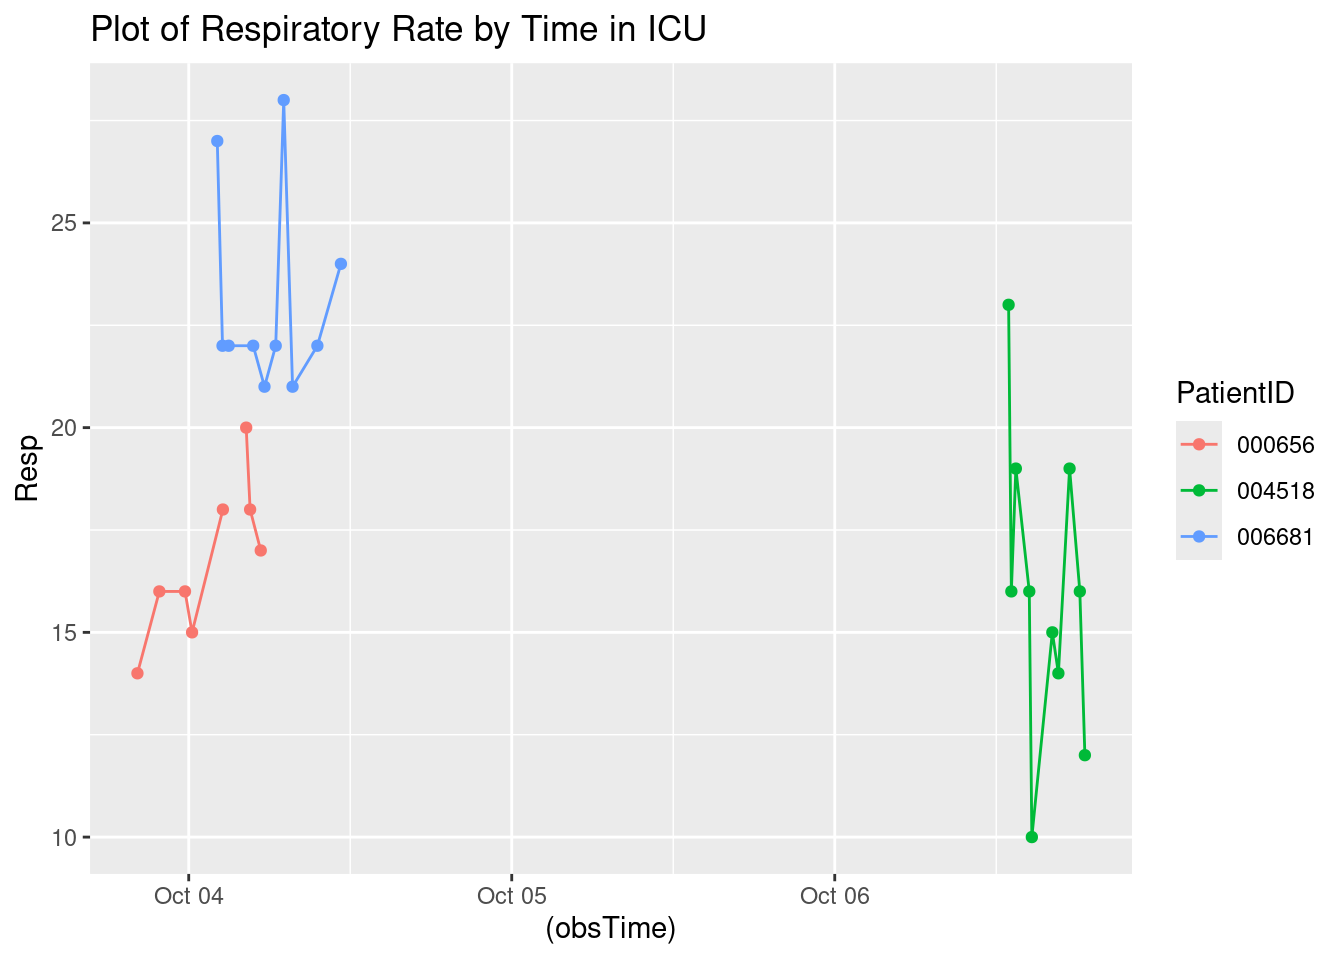 Plot of Respiratory Rate by Time in ICU
25
20
15
10
Resp
Oct 04
Oct 05
Oct 06
(obsTime)
PatientID
000656
004518
006681